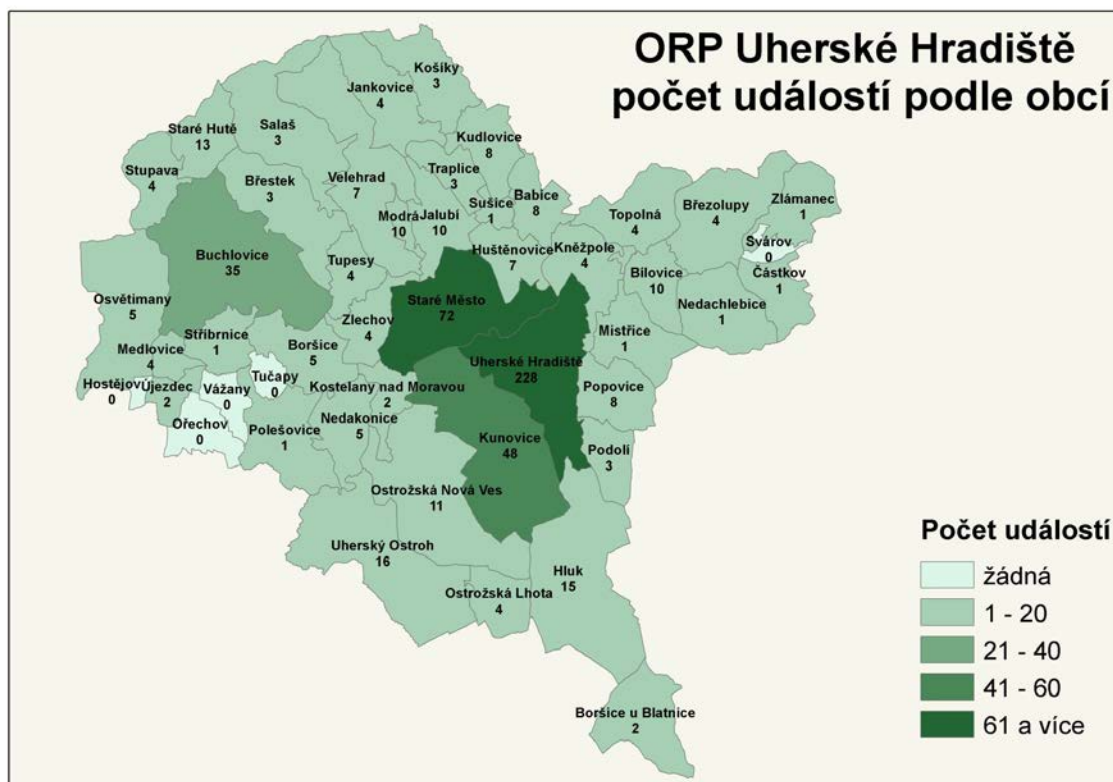 ORP Uherské Hradiště
počet událostí podle obcí
Košíky
3
Jankovice
4
Staré Hutě
13
Salaš
3
Kudlovice
8
Stupava
4
Břestek
3
Velehrad
7
Traplice
3
Sušice
1
Babice
8
Modrá
10
Jalubí
10
Topolná
4
Březolupy
4
Zlámanec
1
Svárov
0
Buchlovice
35
Tupesy
4
Huštěnovice
7
Kněžpole
4
Bílovice
10
Částkov
1
Nedachlebice
1
Osvětimany
5
Staré Město
72
Zlechov
4
Mistřice
1
Stříbrnice
1
Medlovice
4
Boršice
5
Uherské Hradiště
228
Hostějov
0
Újezdec
2
Vážany
0
Tučapy
0
Kostelany nad Moravou
2
Popovice
8
Ořechov
0
Polešovice
1
Nedakonice
5
Kunovice
48
Podolí
3
Ostrožská Nová Ves
11
Uherský Ostroh
16
Hluk
15
Ostrožská Lhota
4
Boršice u Blatnice
2
Počet událostí
žádná
1 - 20
21 - 40
41 - 60
61 a více